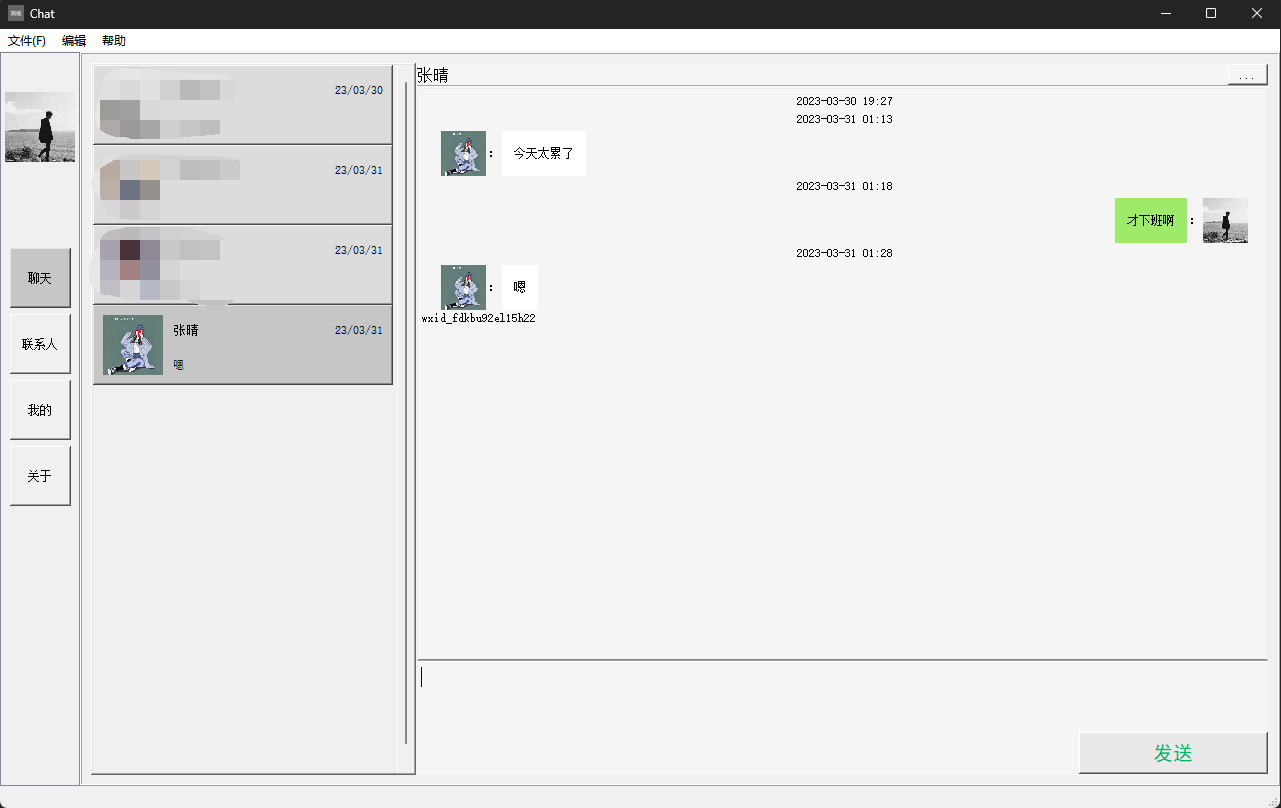 Chat
文件(F) 编辑 帮助
23/03/30
23/03/31
23/03/31
张晴 23/03/31
嗯
聊天
联系人
我的
关于
张晴 ...
2023-03-30 19:27
2023-03-31 01:13
: 今天太累了
2023-03-31 01:18
才下班啊 :
2023-03-31 01:28
: 嗯
wxid_fdkbu92el15h22
发送